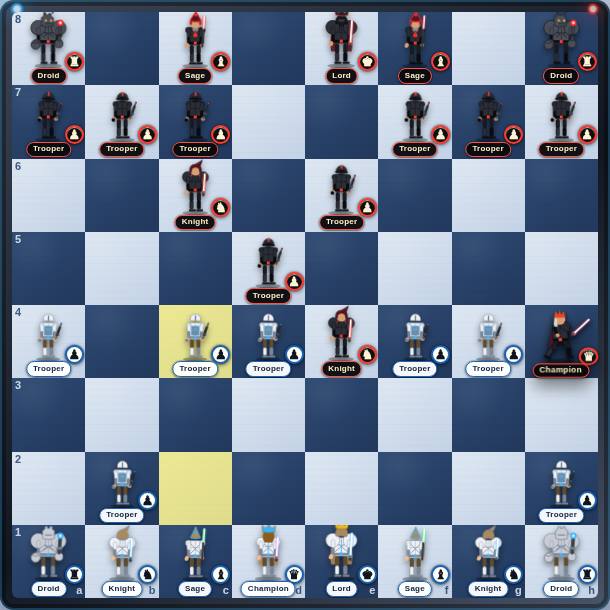 8 Droid Sage Lord Sage Droid
7 Trooper Trooper Trooper Trooper Trooper Trooper
6 Knight Trooper
5 Trooper
4 Trooper Trooper Trooper Knight Trooper Trooper Champion
3
2 Trooper Trooper
1 Droid a Knight b Sage c Champion d Lord e Sage f Knight g Droid h